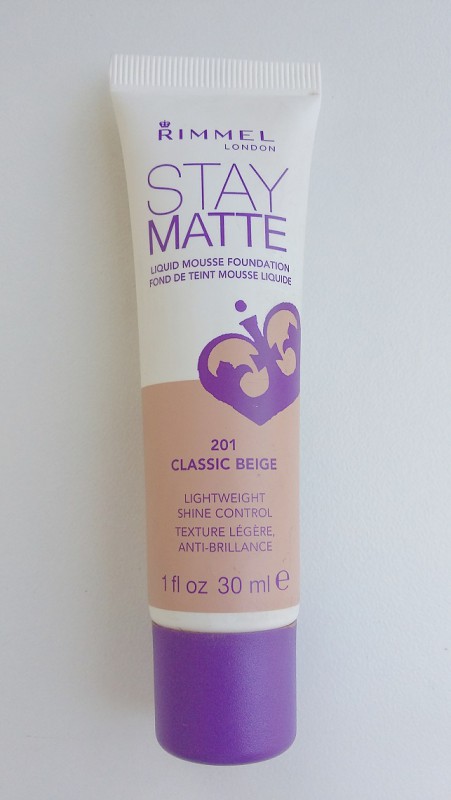 RIMMEL
LONDON
STAY
MATTE
LIQUID MOUSSE FOUNDATION
FOND DE TEINT MOUSSE LIQUIDE
201
CLASSIC BEIGE
LIGHTWEIGHT
SHINE CONTROL
TEXTURE LÉGÈRE,
ANTI-BRILLANCE
1 fl oz 30 ml ℮